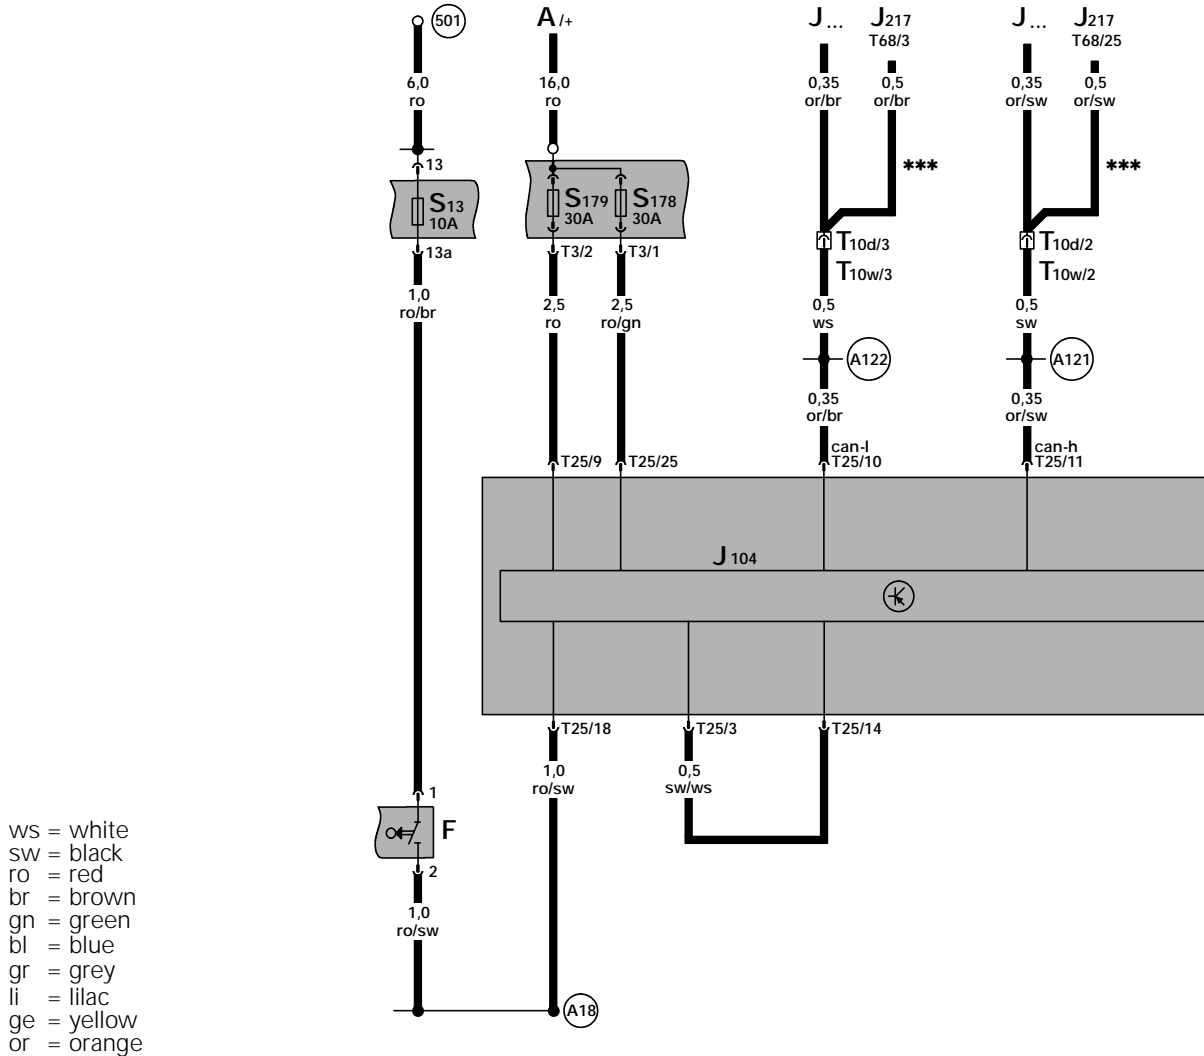 501
A /+
J ...
J217
T68/3
J ...
J217
T68/25
6,0
ro
16,0
ro
0,35
or/br
0,5
or/br
0,35
or/sw
0,5
or/sw
***
***
13
S13
10A
S179
30A
S178
30A
13a
T3/2
T3/1
T10d/3
T10w/3
T10d/2
T10w/2
1,0
ro/br
2,5
ro
2,5
ro/gn
0,5
ws
0,5
sw
A122
A121
0,35
or/br
0,35
or/sw
T25/9
T25/25
can-l
T25/10
can-h
T25/11
J 104
T25/18
T25/3
T25/14
1,0
ro/sw
0,5
sw/ws
1
F
2
1,0
ro/sw
A18
ws = white
sw = black
ro = red
br = brown
gn = green
bl = blue
gr = grey
li = lilac
ge = yellow
or = orange